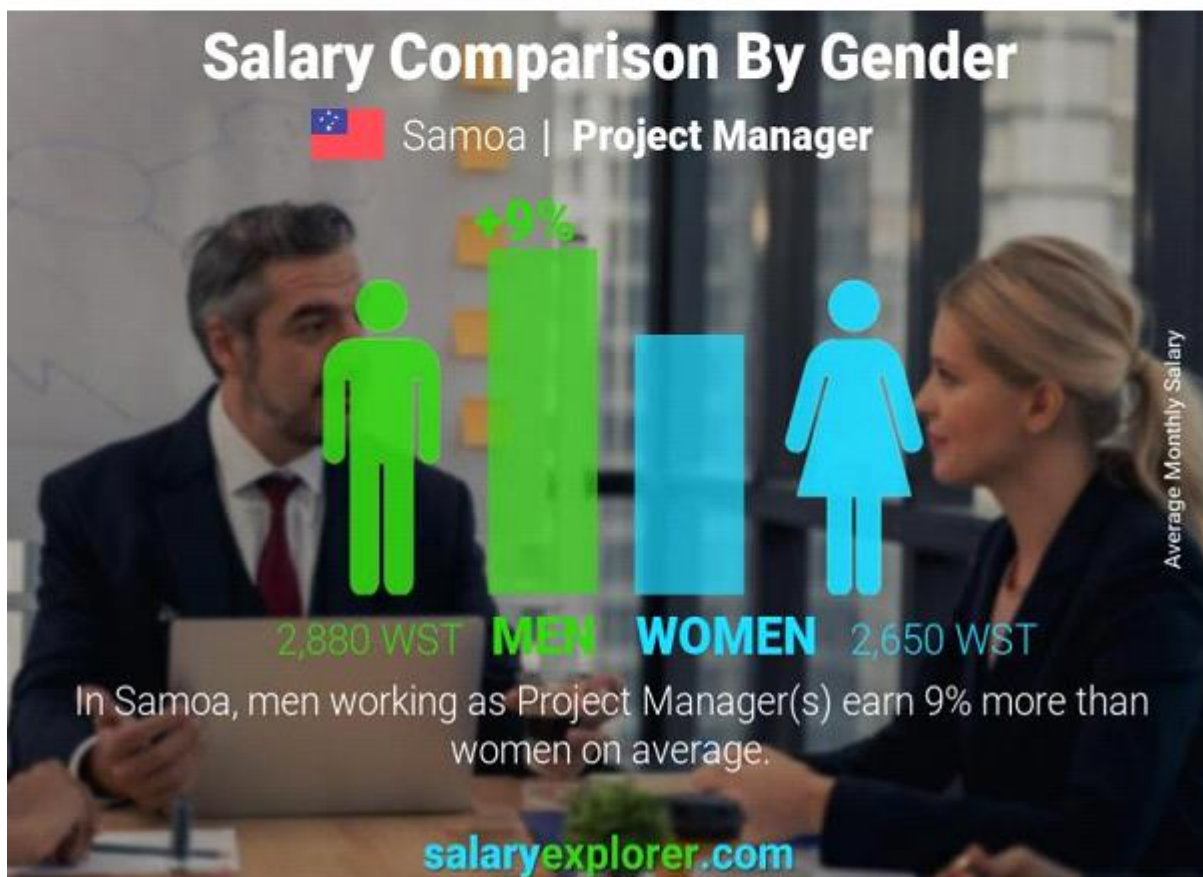 Salary Comparison By Gender
Samoa | Project Manager
+9%
Average Monthly Salary
2,880 WST MEN WOMEN 2,650 WST
In Samoa, men working as Project Manager(s) earn 9% more than
women on average.
salaryexplorer.com